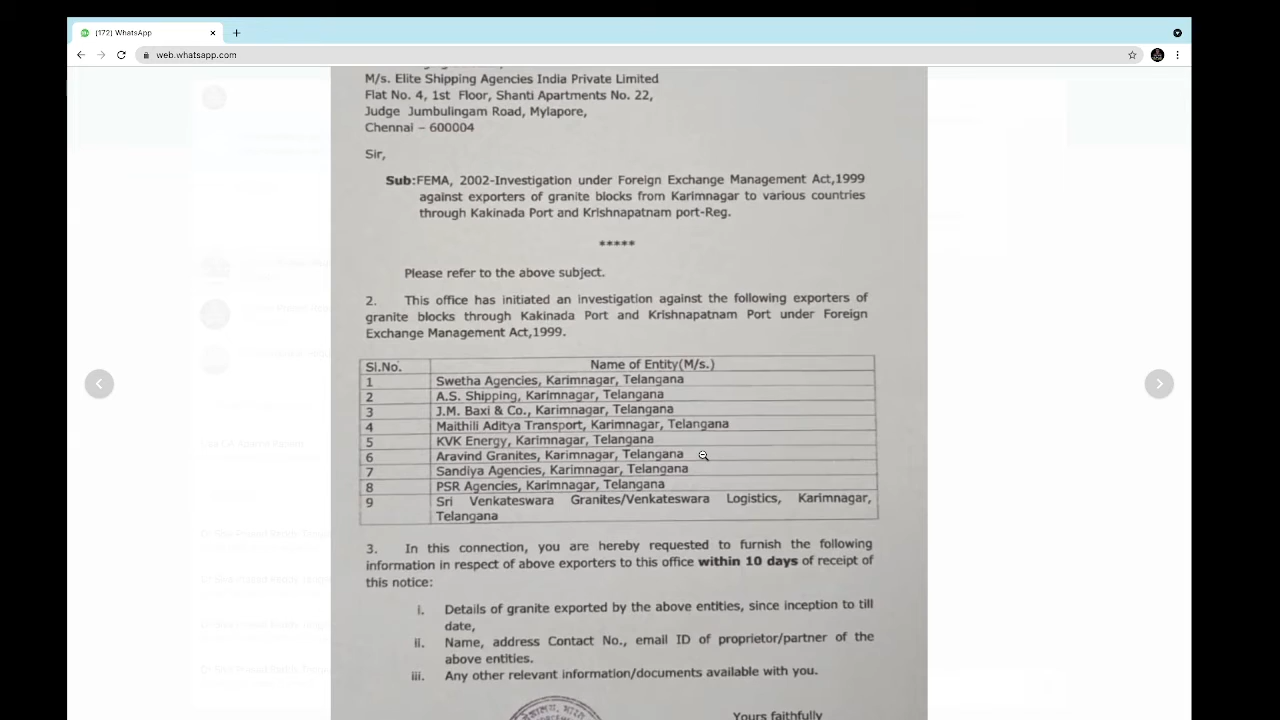 (172) WhatsApp
web.whatsapp.com
M/s. Elite Shipping Agencies India Private Limited
Flat No. 4, 1st Floor, Shanti Apartments No. 22,
Judge Jumbulingam Road, Mylapore,
Chennai – 600004
Sir,
Sub:FEMA, 2002-Investigation under Foreign Exchange Management Act,1999
against exporters of granite blocks from Karimnagar to various countries
through Kakinada Port and Krishnapatnam port-Reg.
*****
Please refer to the above subject.
2. This office has initiated an investigation against the following exporters of
granite blocks through Kakinada Port and Krishnapatnam Port under Foreign
Exchange Management Act,1999.
Sl.No. Name of Entity(M/s.)
1 Swetha Agencies, Karimnagar, Telangana
2 A.S. Shipping, Karimnagar, Telangana
3 J.M. Baxi & Co., Karimnagar, Telangana
4 Maithili Aditya Transport, Karimnagar, Telangana
5 KVK Energy, Karimnagar, Telangana
6 Aravind Granites, Karimnagar, Telangana
7 Sandiya Agencies, Karimnagar, Telangana
8 PSR Agencies, Karimnagar, Telangana
9 Sri Venkateswara Granites/Venkateswara Logistics, Karimnagar,
Telangana
3. In this connection, you are hereby requested to furnish the following
information in respect of above exporters to this office within 10 days of receipt of
this notice:
i. Details of granite exported by the above entities, since inception to till
date,
ii. Name, address Contact No., email ID of proprietor/partner of the
above entities.
iii. Any other relevant information/documents available with you.
Yours faithfully